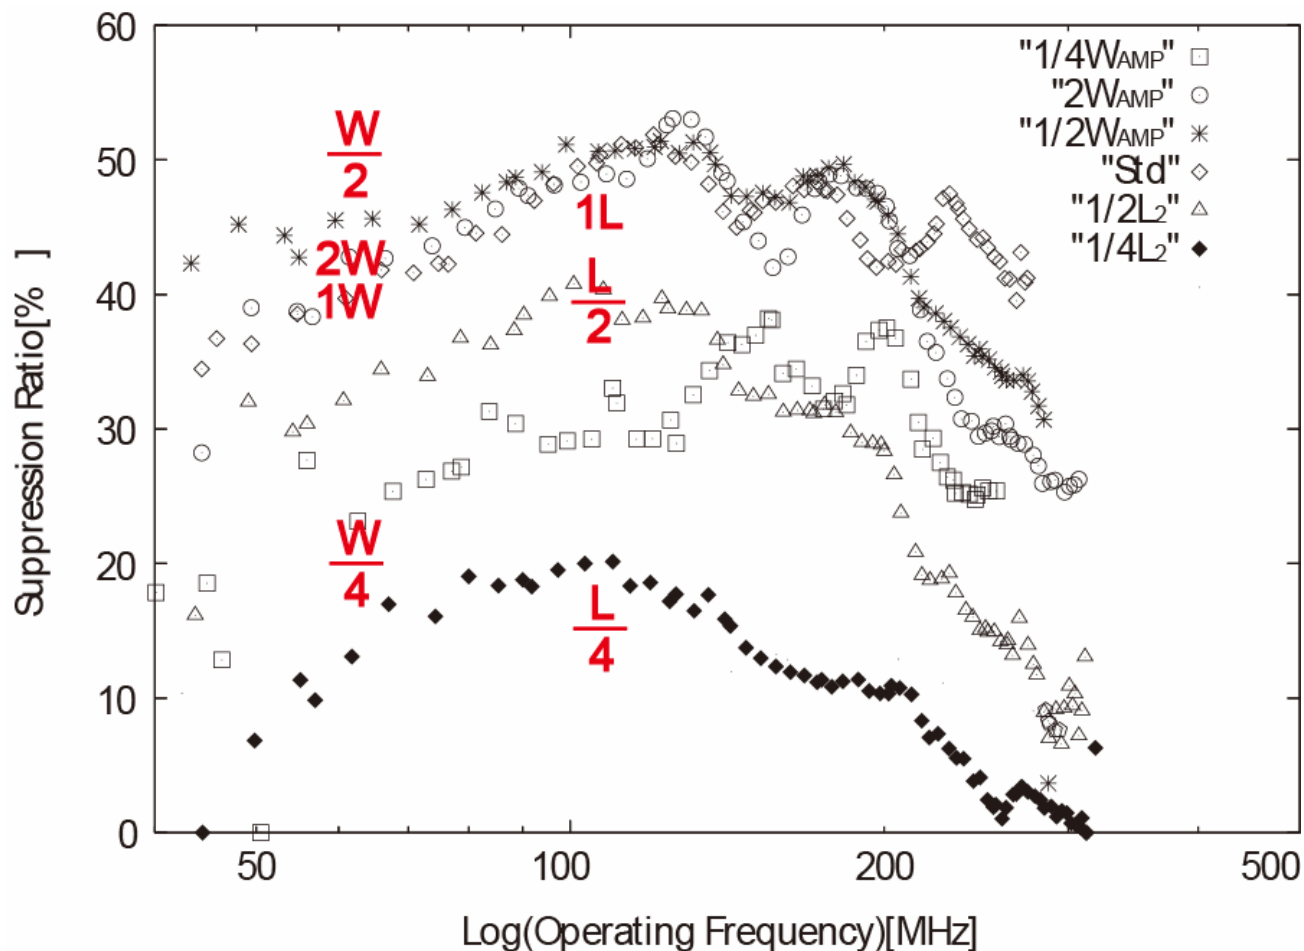 60
50
40
30
20
10
0
Suppression Ratio[% ]
"1/4WAMP"
"2WAMP"
"1/2WAMP"
"Std"
"1/2L2"
"1/4L2"
W
2
2W
1W
W
4
1L
L
2
L
4
50 100 200 500
Log(Operating Frequency)[MHz]